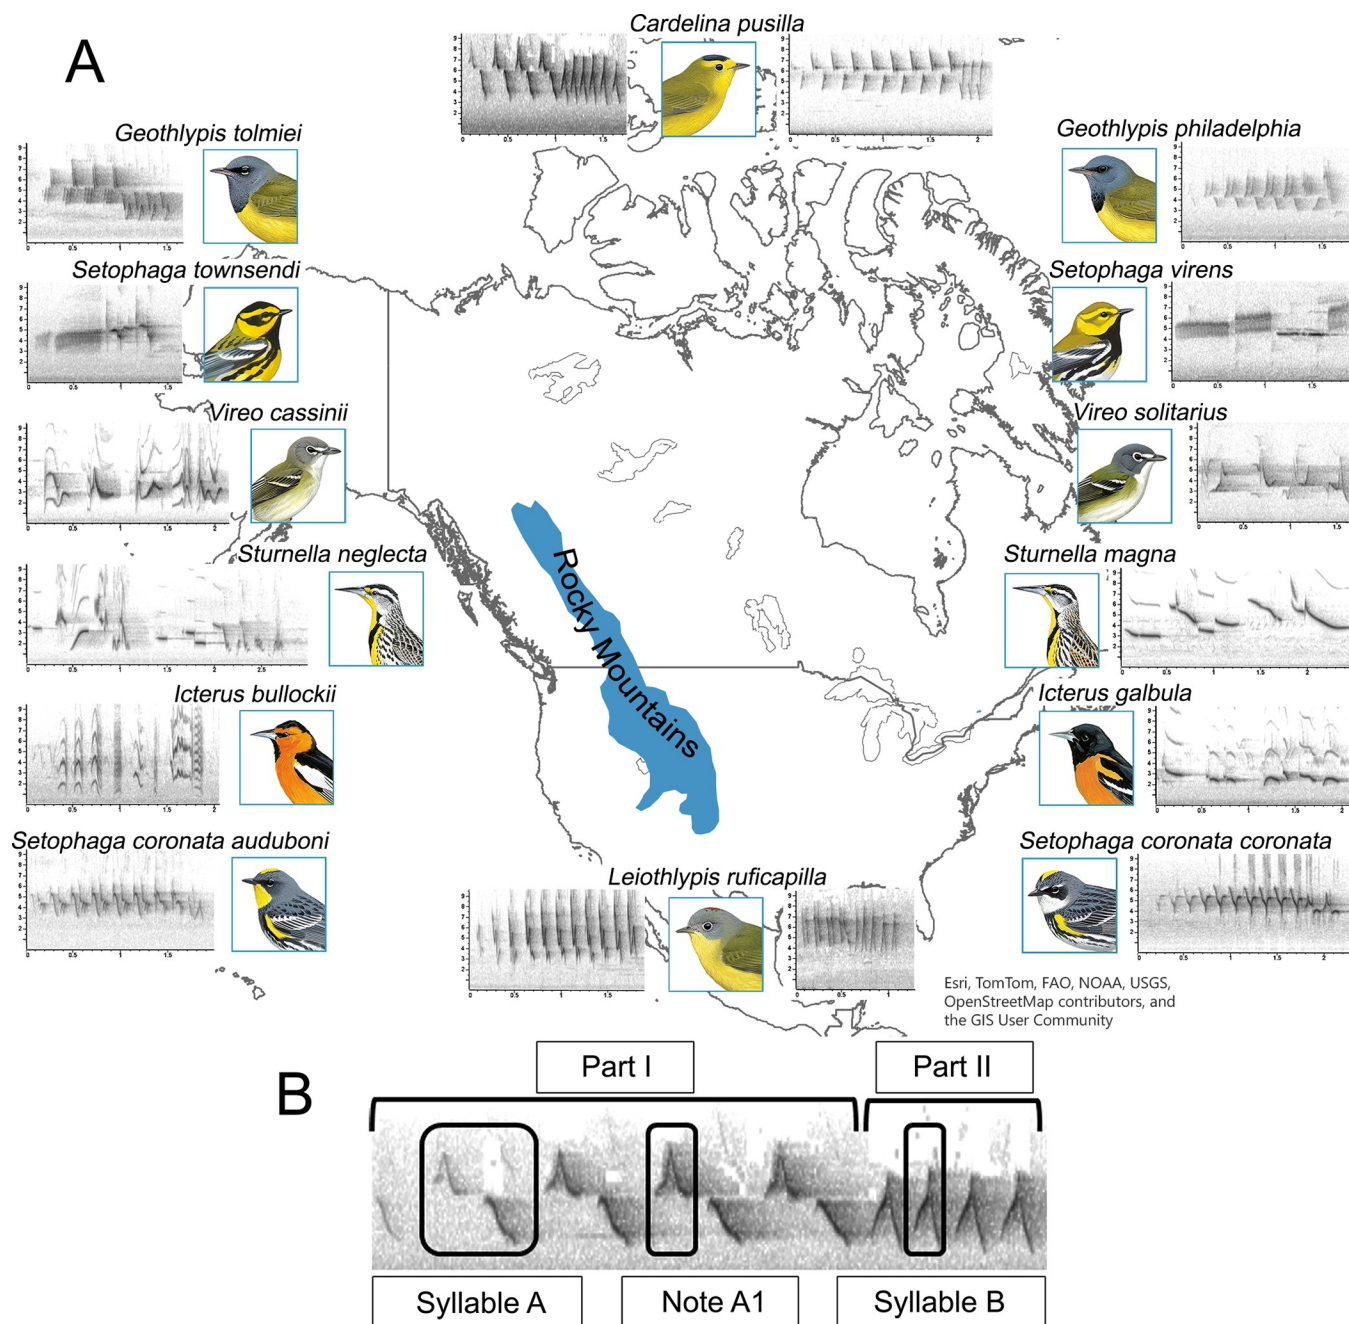 A
Cardelina pusilla
Geothlypis tolmiei
Geothlypis philadelphia
Setophaga townsendi
Setophaga virens
Vireo cassinii
Vireo solitarius
Sturnella neglecta
Sturnella magna
Rocky Mountains
Icterus bullockii
Icterus galbula
Setophaga coronata auduboni
Setophaga coronata coronata
Leiothlypis ruficapilla
Esri, TomTom, FAO, NOAA, USGS,
OpenStreetMap contributors, and
the GIS User Community
B
Part I
Part II
Syllable A
Note A1
Syllable B